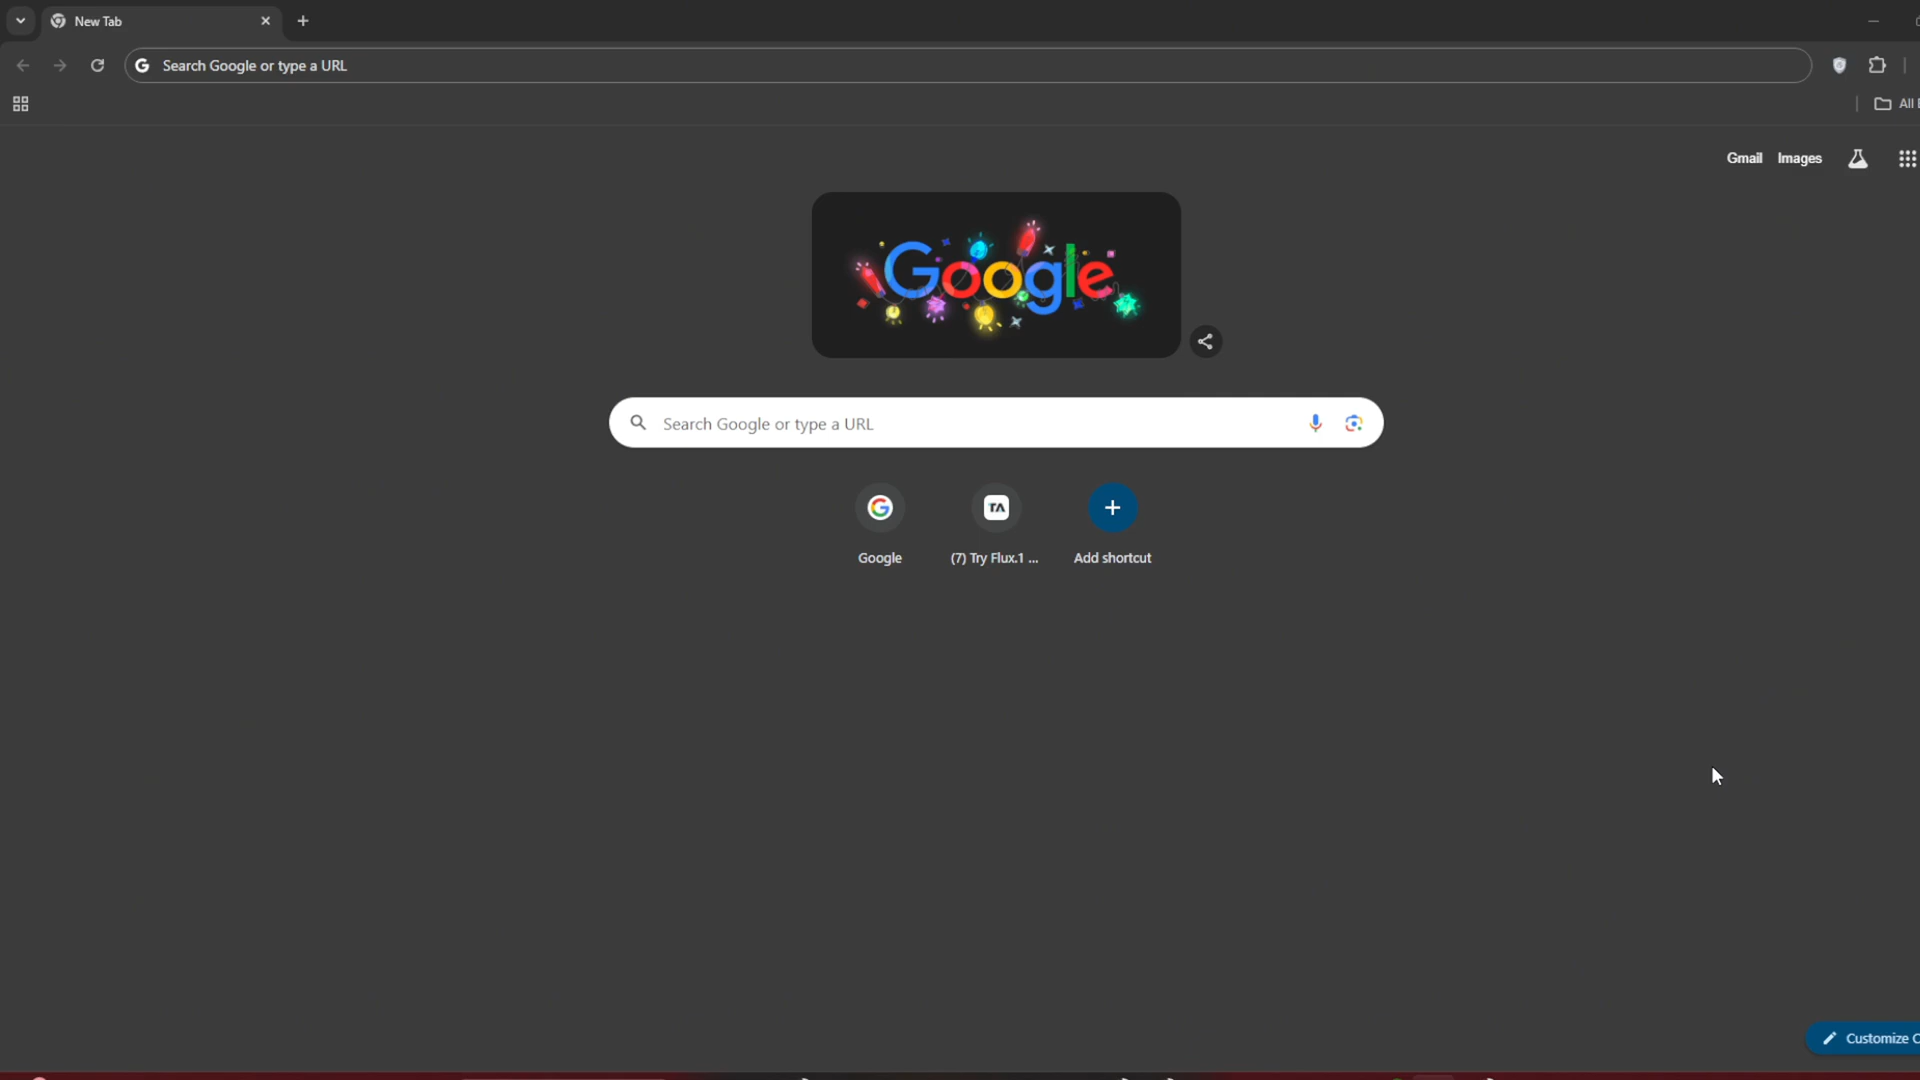 New Tab
Search Google or type a URL
All
Gmail Images
Google
Search Google or type a URL
TA
Google (7) Try Flux.1 ... Add shortcut
Customize